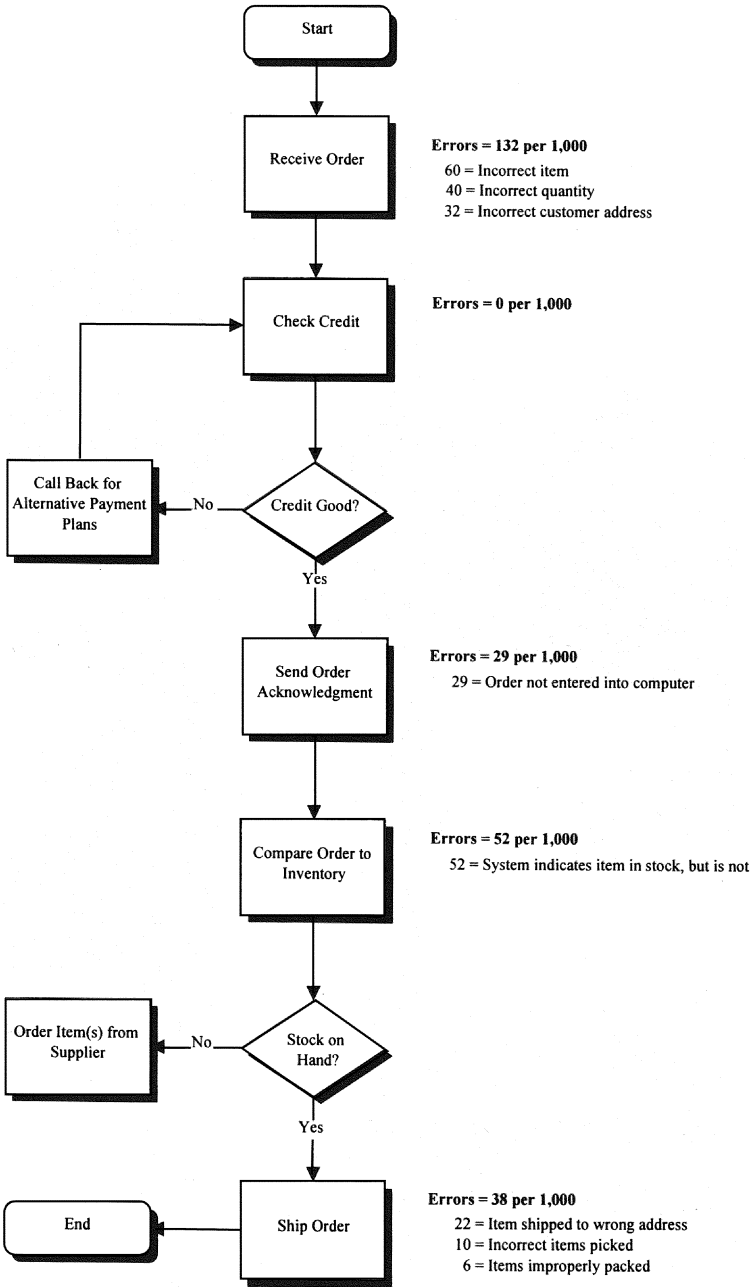 Start
Receive Order
Errors = 132 per 1,000
60 = Incorrect item
40 = Incorrect quantity
32 = Incorrect customer address
Check Credit
Errors = 0 per 1,000
Call Back for
Alternative Payment
Plans
No
Credit Good?
Yes
Send Order
Acknowledgment
Errors = 29 per 1,000
29 = Order not entered into computer
Compare Order to
Inventory
Errors = 52 per 1,000
52 = System indicates item in stock, but is not
Order Item(s) from
Supplier
No
Stock on
Hand?
Yes
Ship Order
End
Errors = 38 per 1,000
22 = Item shipped to wrong address
10 = Incorrect items picked
6 = Items improperly packed